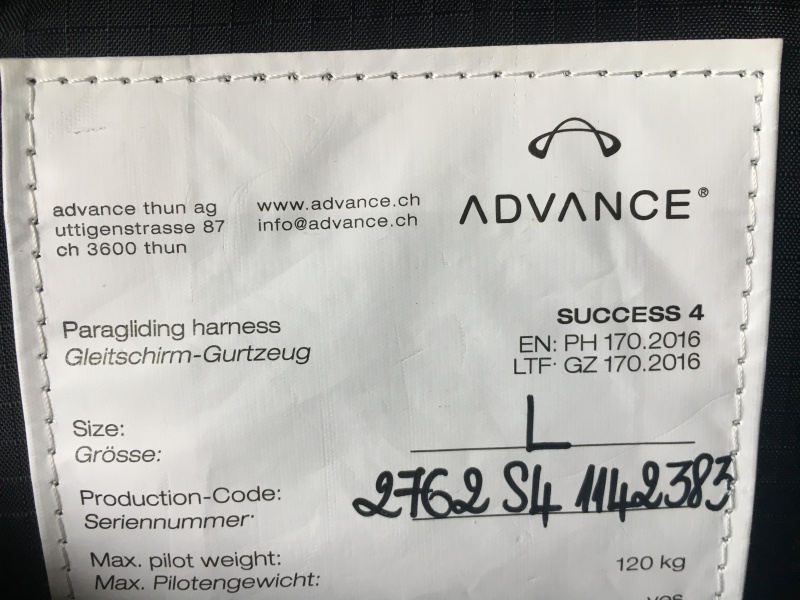 advance thun ag
uttigenstrasse 87
ch 3600 thun
www.advance.ch
info@advance.ch
ADVANCE®
Paragliding harness
Gleitschirm-Gurtzeug
SUCCESS 4
EN: PH 170.2016
LTF: GZ 170.2016
Size: L
Grösse:
Production-Code: 2762 S4 1142383
Seriennummer:
Max. pilot weight: 120 kg
Max. Pilotengewicht:
yes